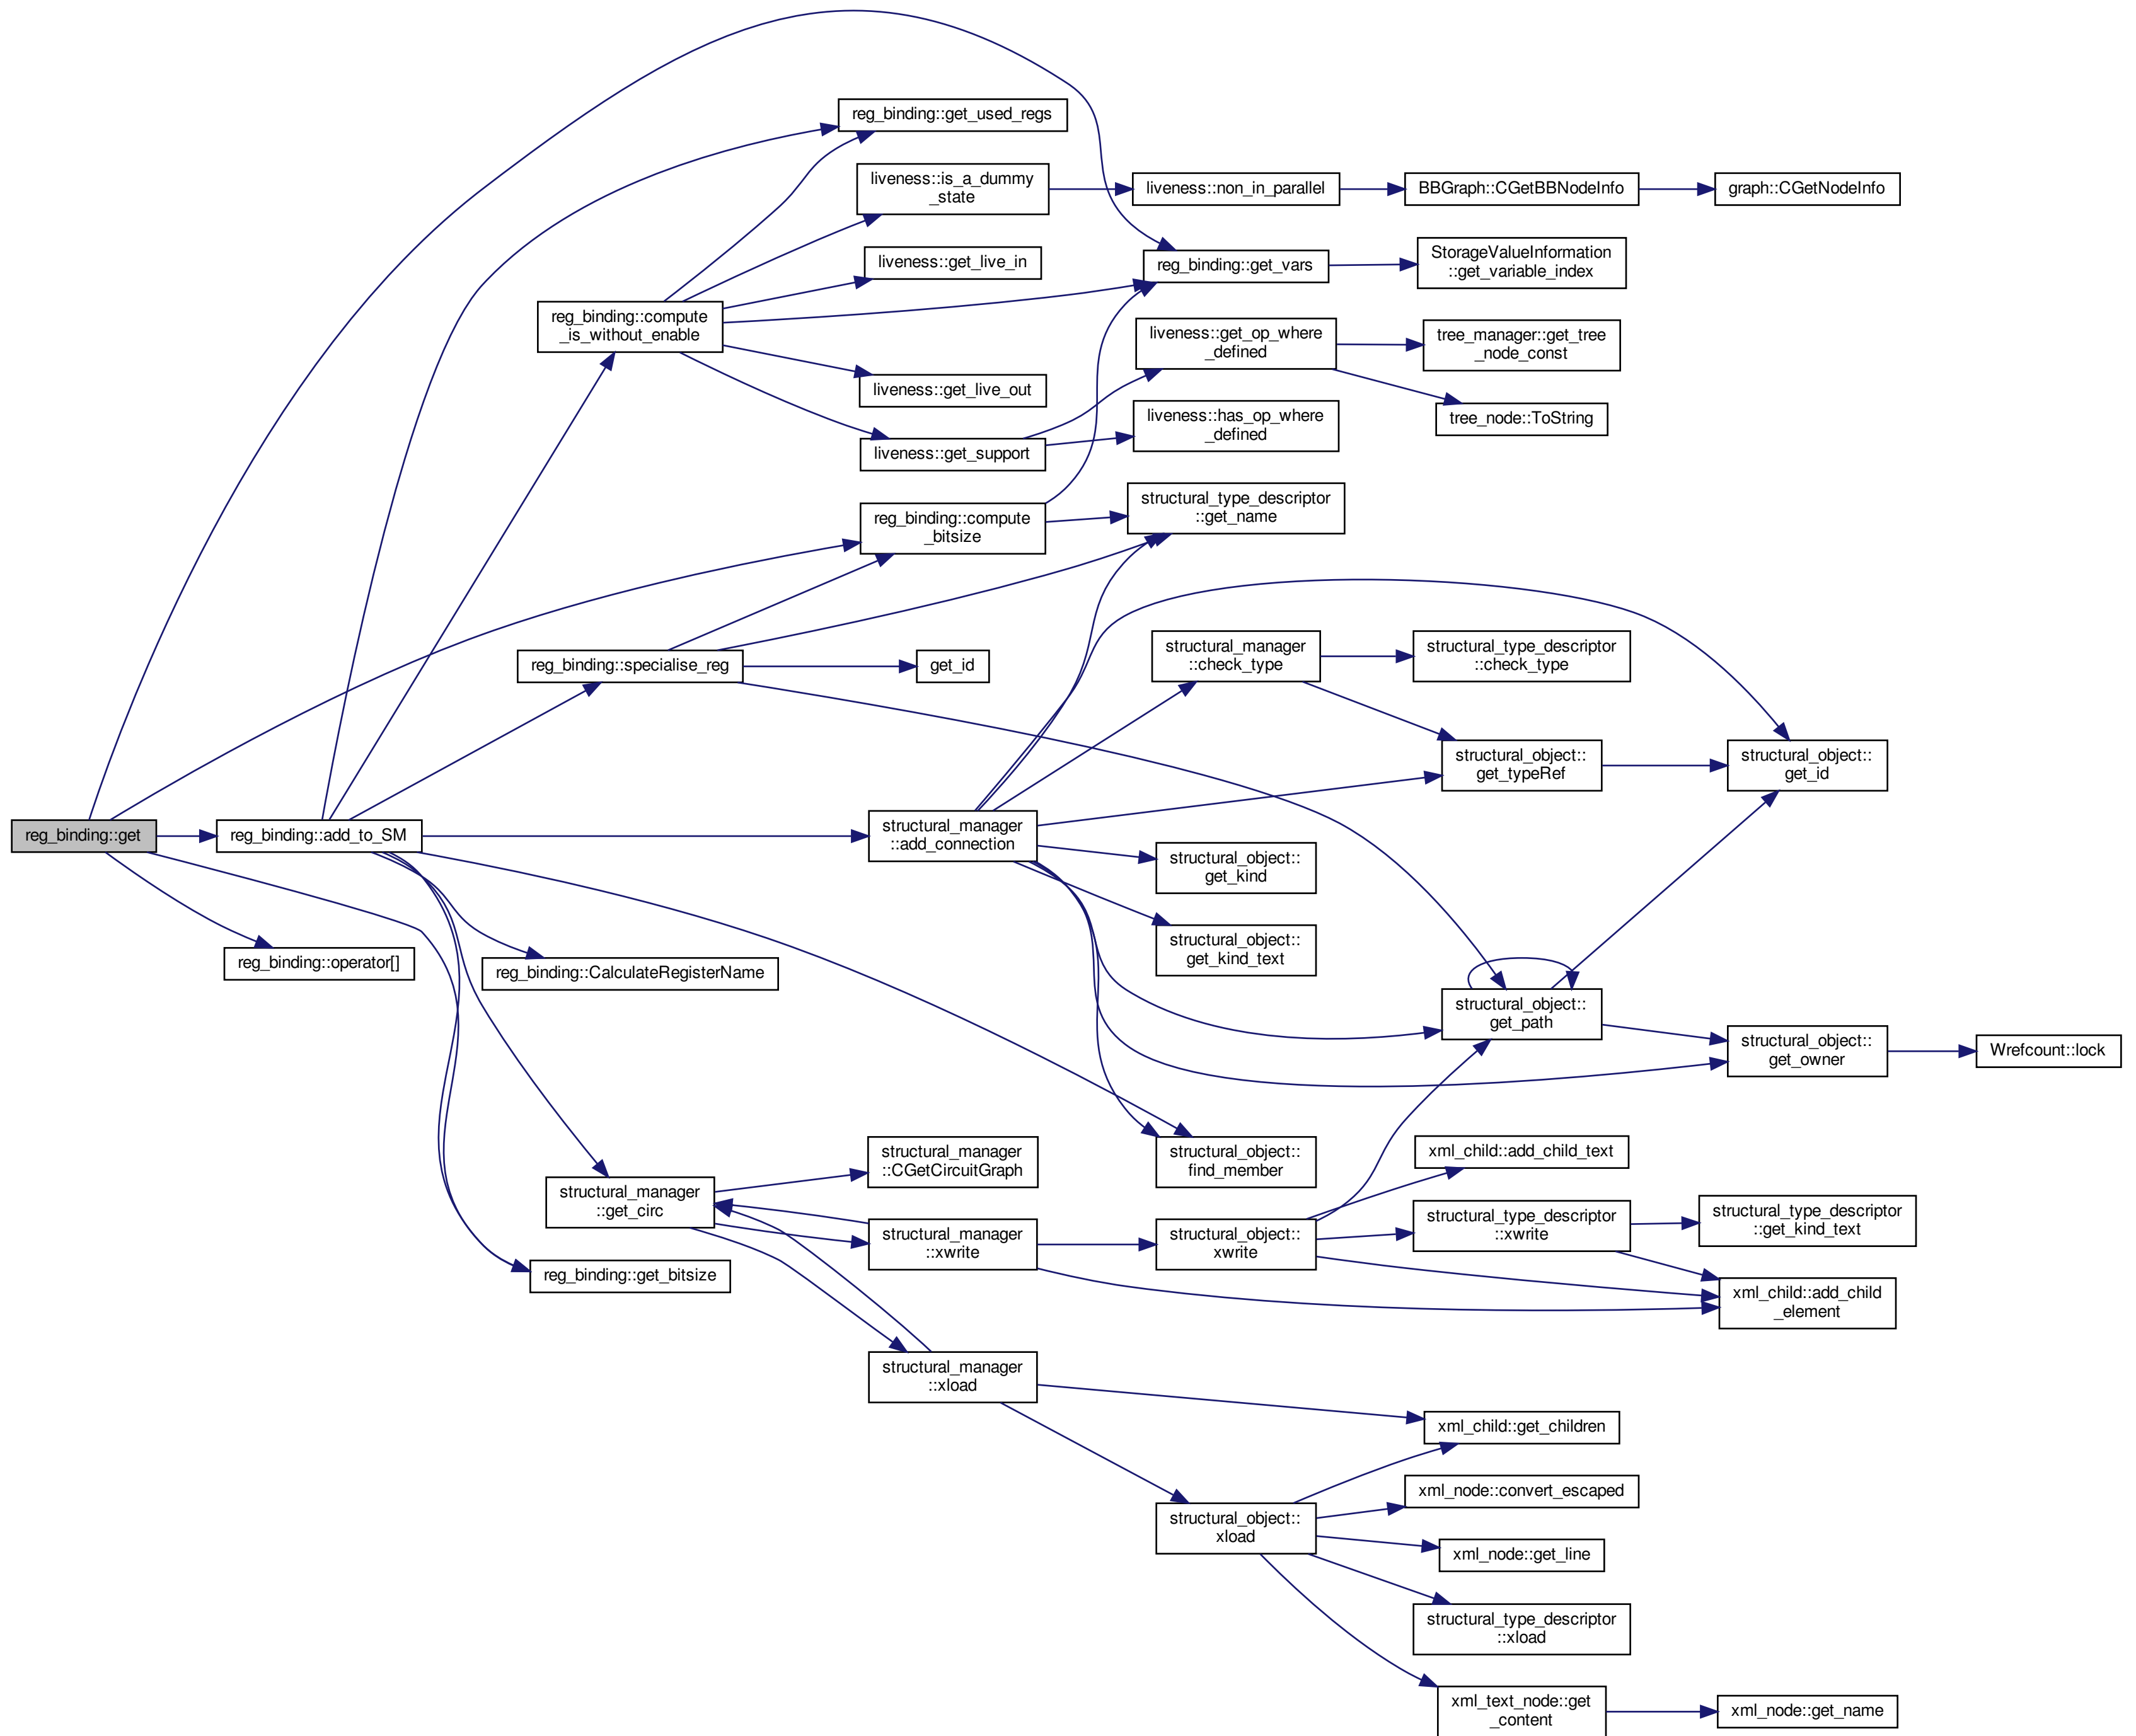 reg_binding::get
reg_binding::add_to_SM
reg_binding::operator[]
reg_binding::compute
_is_without_enable
reg_binding::specialise_reg
reg_binding::CalculateRegisterName
structural_manager
::get_circ
reg_binding::get_bitsize
reg_binding::get_used_regs
liveness::is_a_dummy
_state
liveness::get_live_in
liveness::get_live_out
liveness::get_support
reg_binding::compute
_bitsize
get_id
structural_manager
::add_connection
structural_manager
::CGetCircuitGraph
structural_manager
::xwrite
structural_manager
::xload
liveness::non_in_parallel
reg_binding::get_vars
liveness::get_op_where
_defined
liveness::has_op_where
_defined
structural_type_descriptor
::get_name
structural_manager
::check_type
structural_object::
get_kind
structural_object::
get_kind_text
structural_object::
find_member
structural_object::
xwrite
structural_object::
xload
BBGraph::CGetBBNodeInfo
StorageValueInformation
::get_variable_index
tree_manager::get_tree
_node_const
tree_node::ToString
structural_type_descriptor
::check_type
structural_object::
get_typeRef
structural_object::
get_path
xml_child::add_child_text
structural_type_descriptor
::xwrite
xml_child::get_children
xml_node::convert_escaped
xml_node::get_line
structural_type_descriptor
::xload
xml_text_node::get
_content
graph::CGetNodeInfo
structural_object::
get_id
structural_object::
get_owner
structural_type_descriptor
::get_kind_text
xml_child::add_child
_element
xml_node::get_name
Wrefcount::lock